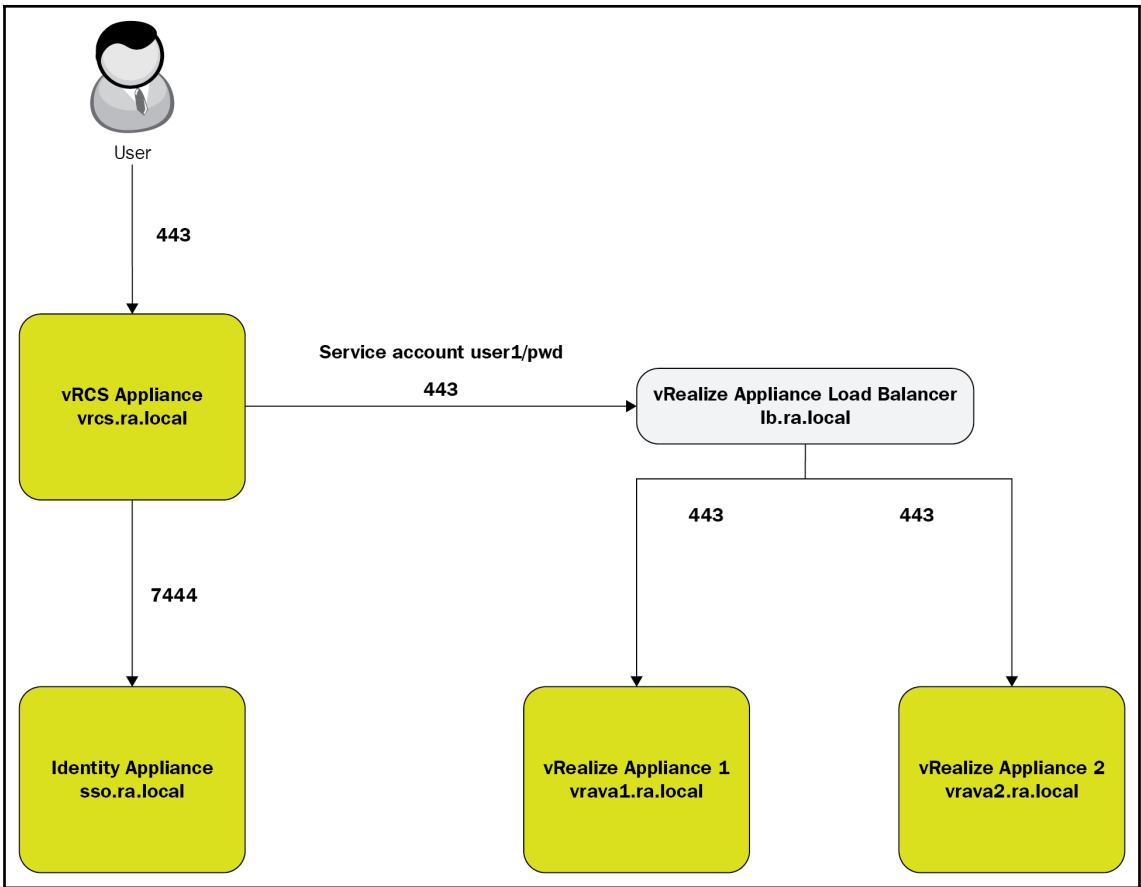 User
443
Service account user1/pwd
443
vRCS Appliance
vrcs.ra.local
vRealize Appliance Load Balancer
lb.ra.local
443
443
7444
Identity Appliance
sso.ra.local
vRealize Appliance 1
vrava1.ra.local
vRealize Appliance 2
vrava2.ra.local